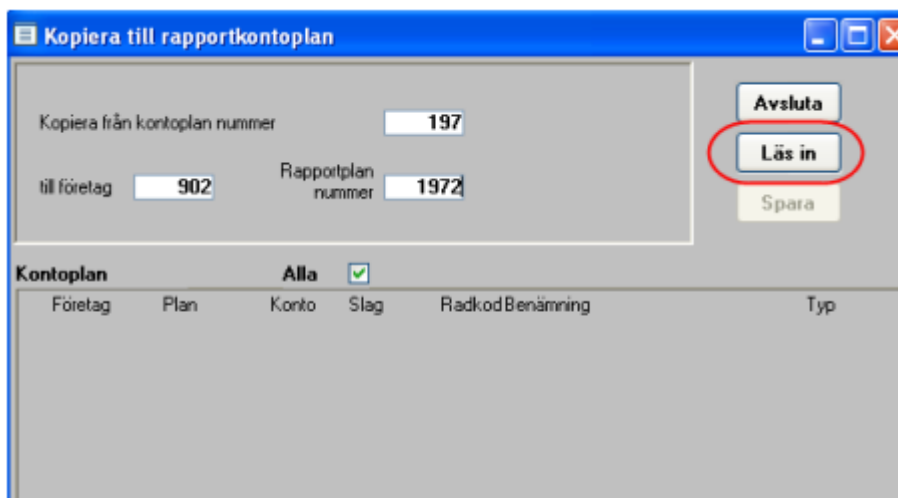 Kopiera till rapportkontoplan
Kopiera från kontoplan nummer 197
till företag 902 Rapportplan nummer 1972
Avsluta
Läs in
Spara
Kontoplan Alla
Företag Plan Konto Slag Radkod Benämning Typ